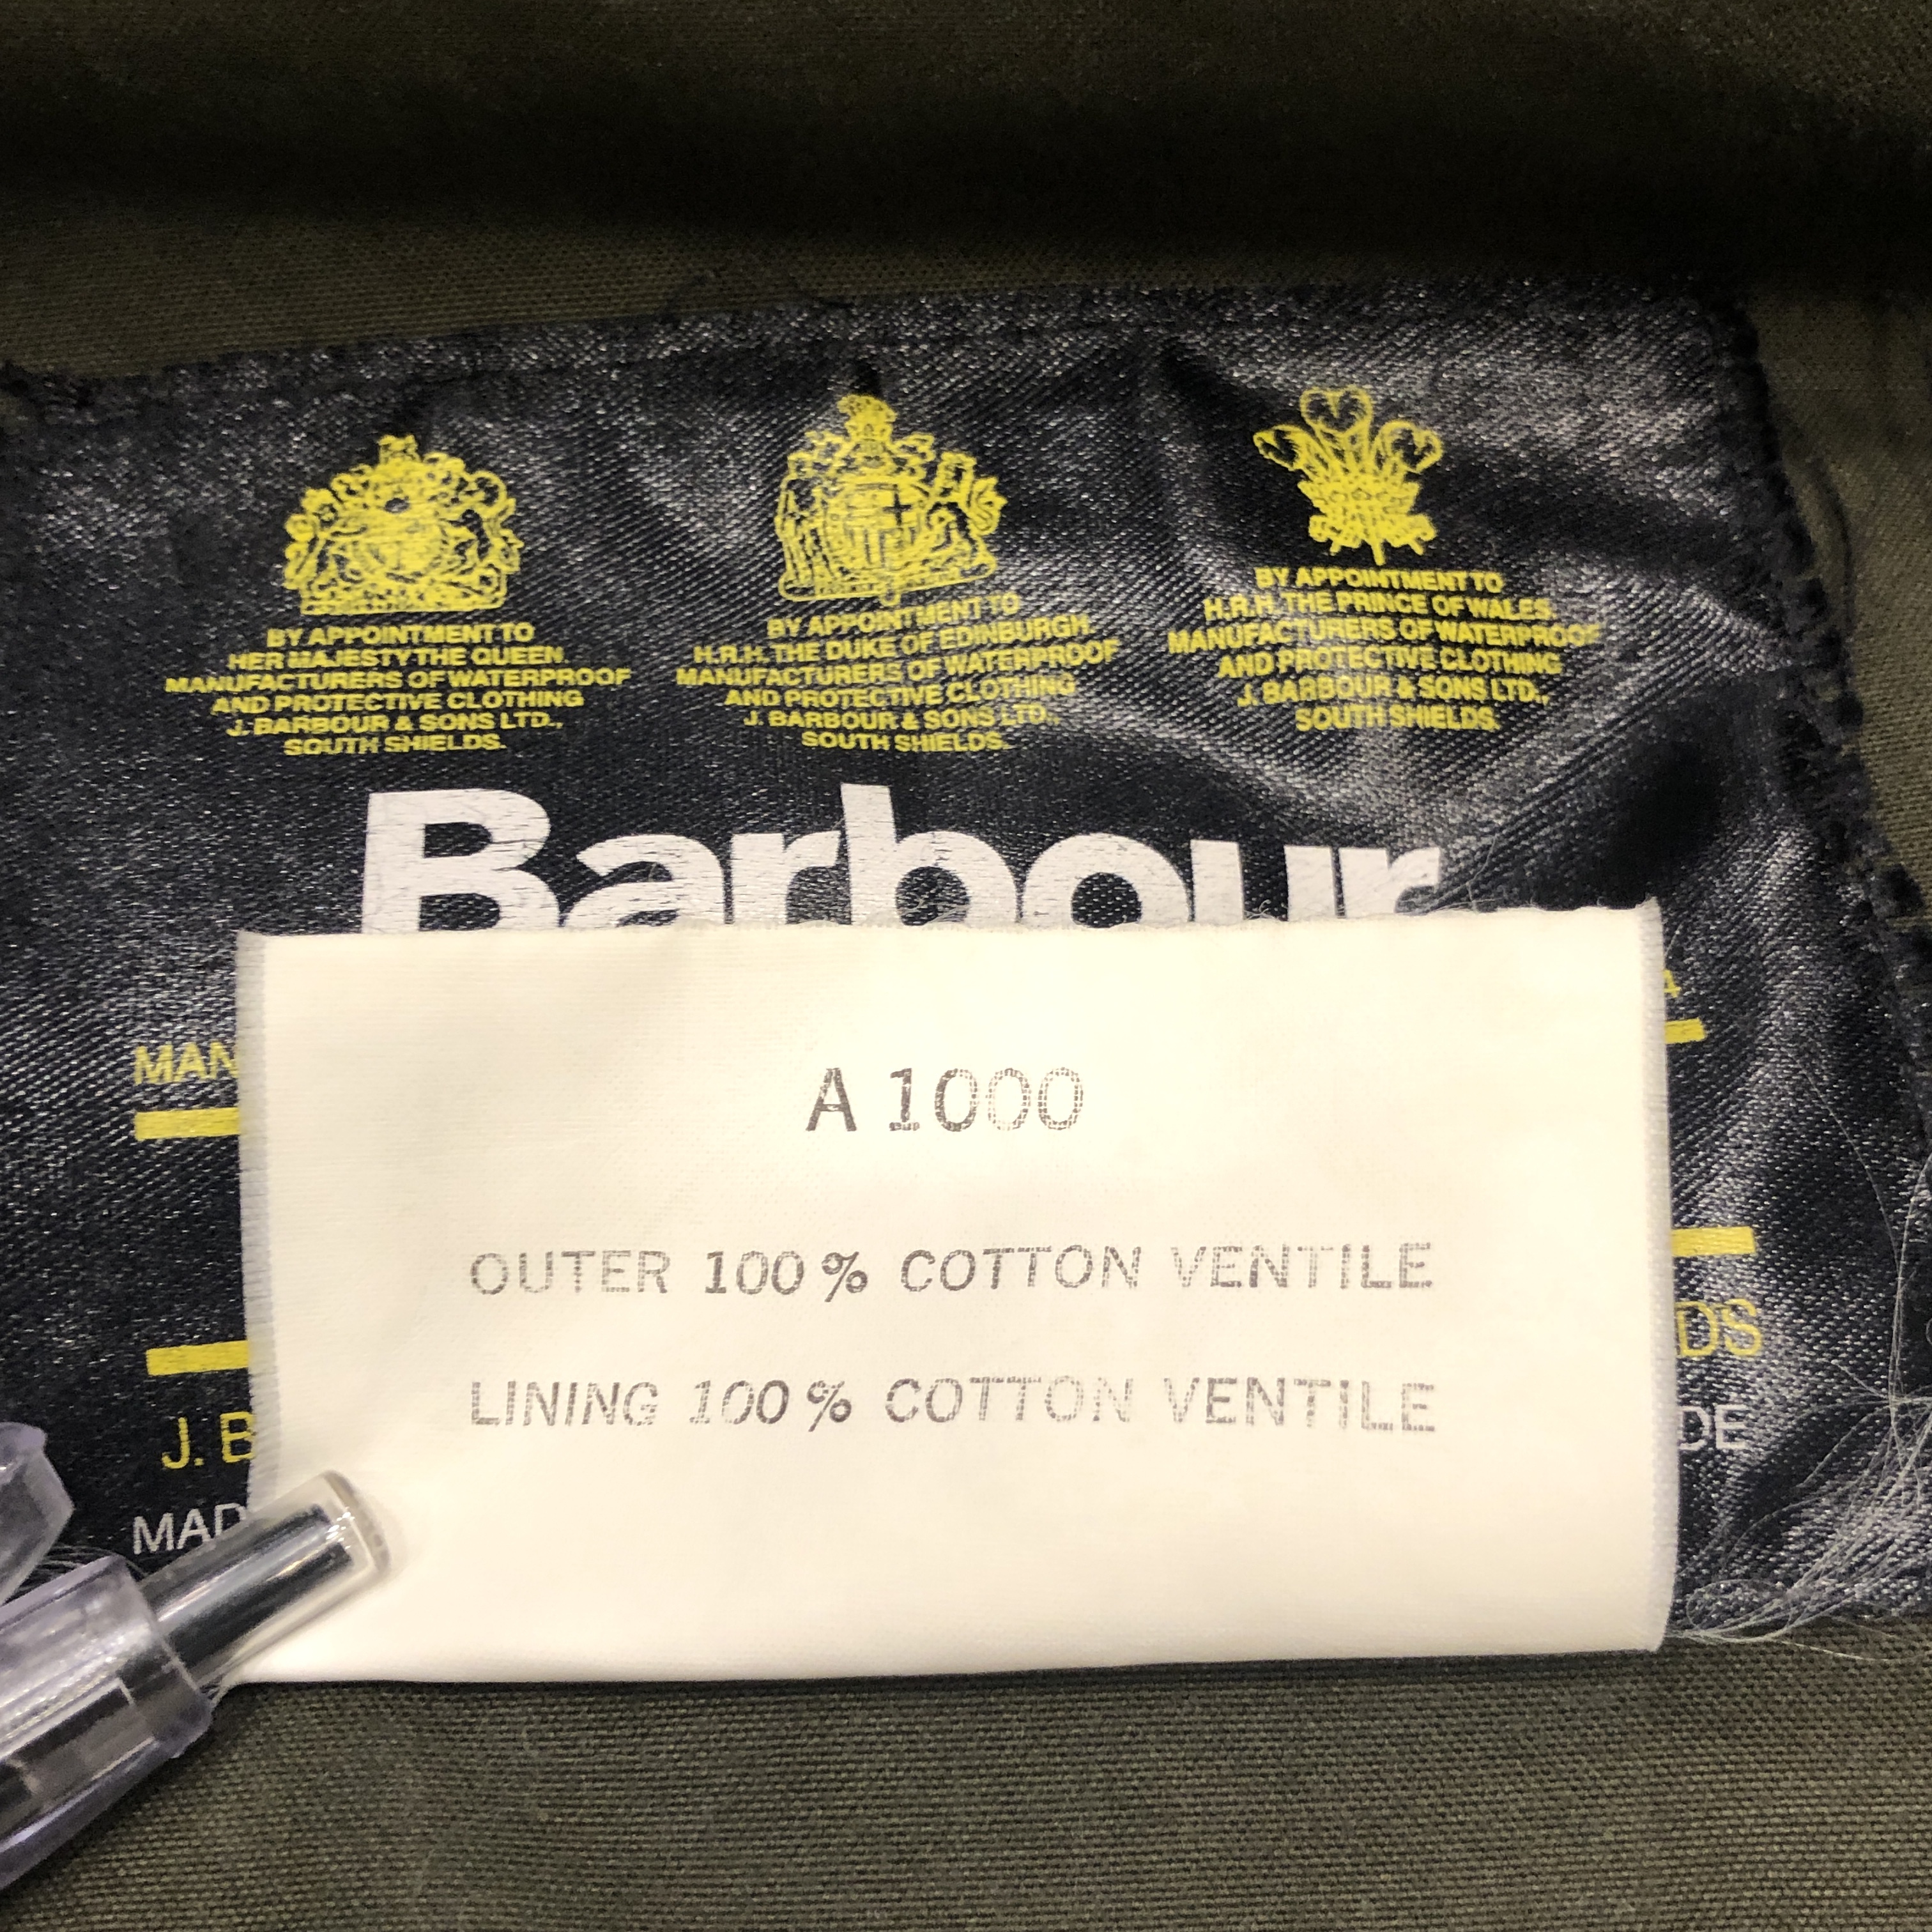 BY APPOINTMENT TO
HER MAJESTY THE QUEEN
MANUFACTURERS OF WATERPROOF
AND PROTECTIVE CLOTHING
J. BARBOUR & SONS LTD.,
SOUTH SHIELDS.
BY APPOINTMENT TO
H.R.H. THE DUKE OF EDINBURGH.
MANUFACTURERS OF WATERPROOF
AND PROTECTIVE CLOTHING
J. BARBOUR & SONS LTD.,
SOUTH SHIELDS.
BY APPOINTMENT TO
H.R.H. THE PRINCE OF WALES.
MANUFACTURERS OF WATERPROOF
AND PROTECTIVE CLOTHING
J. BARBOUR & SONS LTD.,
SOUTH SHIELDS.
Barbour
A 1000
OUTER 100% COTTON VENTILE
LINING 100% COTTON VENTILE
J. B